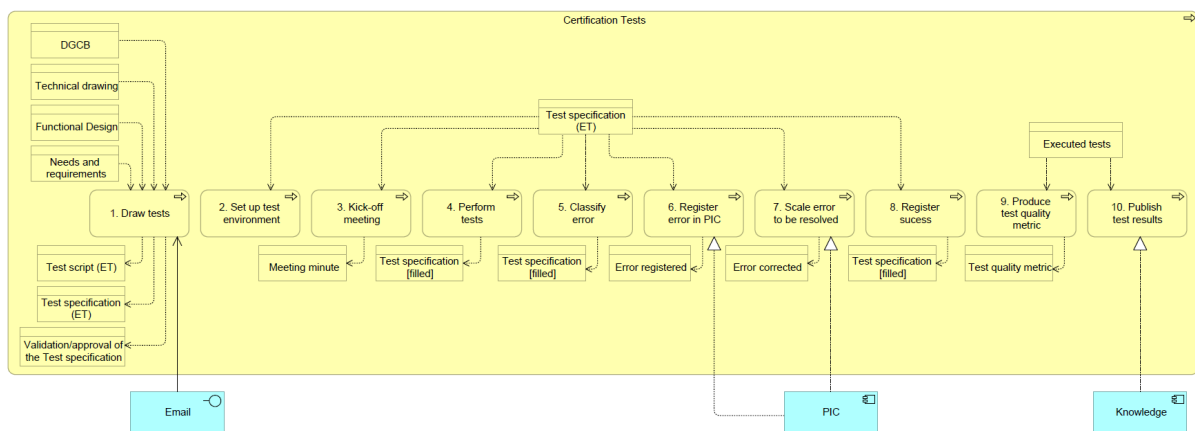 Certification Tests
DGCB
Technical drawing
Functional Design
Needs and
requirements
Test specification
(ET)
Executed tests
1. Draw tests
2. Set up test
environment
3. Kick-off
meeting
4. Perform
tests
5. Classify
error
6. Register
error in PIC
7. Scale error
to be resolved
8. Register
sucess
9. Produce
test quality
metric
10. Publish
test results
Test script (ET)
Test specification
(ET)
Validation/approval of
the Test specification
Meeting minute
Test specification
[filled]
Test specification
[filled]
Error registered
Error corrected
Test specification
[filled]
Test quality metric
Email
PIC
Knowledge